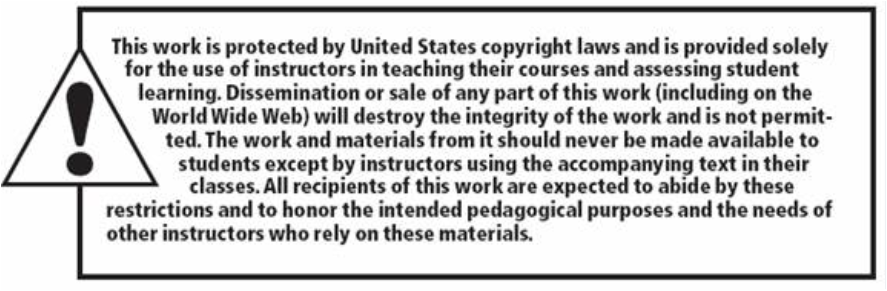 This work is protected by United States copyright laws and is provided solely
for the use of instructors in teaching their courses and assessing student
learning. Dissemination or sale of any part of this work (including on the
World Wide Web) will destroy the integrity of the work and is not permit-
ted. The work and materials from it should never be made available to
students except by instructors using the accompanying text in their
classes. All recipients of this work are expected to abide by these
restrictions and to honor the intended pedagogical purposes and the needs of
other instructors who rely on these materials.